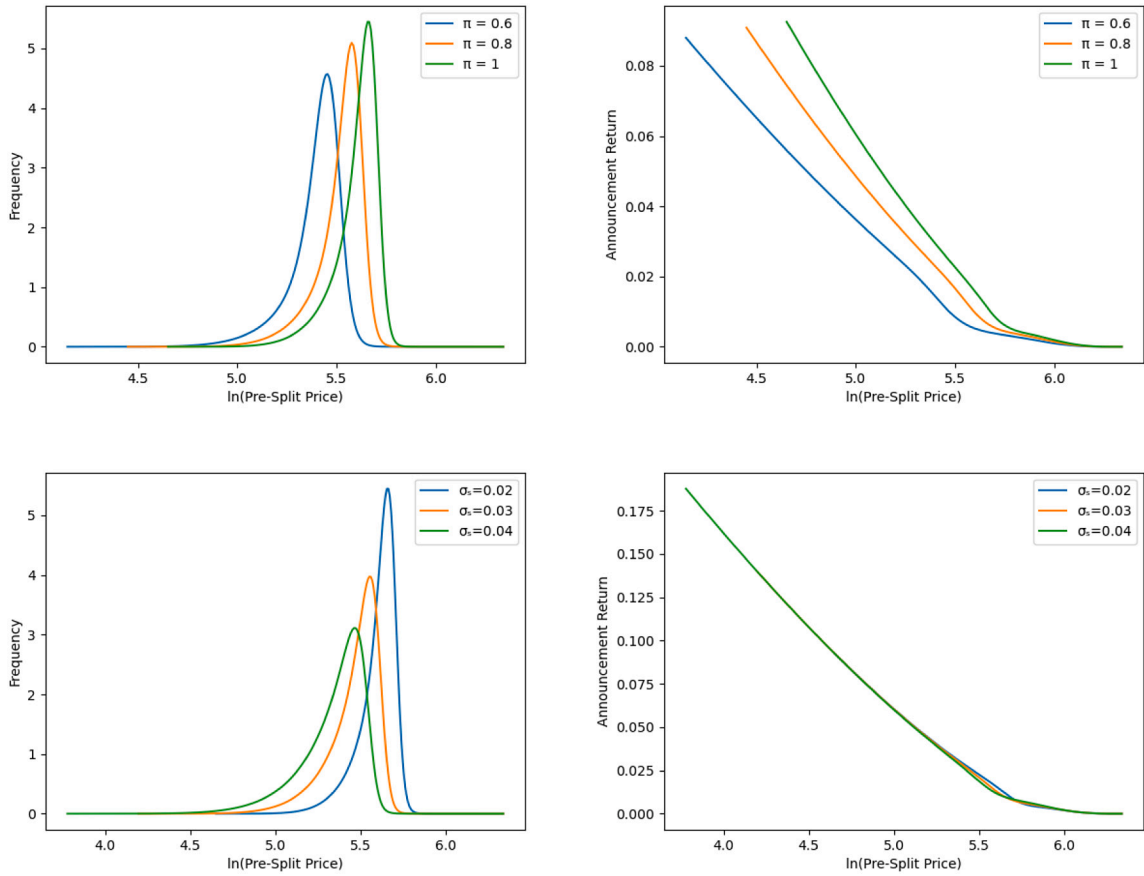 π = 0.6
π = 0.8
π = 1
5
4
3
2
1
0
Frequency
4.5 5.0 5.5 6.0
ln(Pre-Split Price)
π = 0.6
π = 0.8
π = 1
0.08
0.06
0.04
0.02
0.00
Announcement Return
4.5 5.0 5.5 6.0
ln(Pre-Split Price)
σₛ=0.02
σₛ=0.03
σₛ=0.04
5
4
3
2
1
0
Frequency
4.0 4.5 5.0 5.5 6.0
ln(Pre-Split Price)
σₛ=0.02
σₛ=0.03
σₛ=0.04
0.175
0.150
0.125
0.100
0.075
0.050
0.025
0.000
Announcement Return
4.0 4.5 5.0 5.5 6.0
ln(Pre-Split Price)